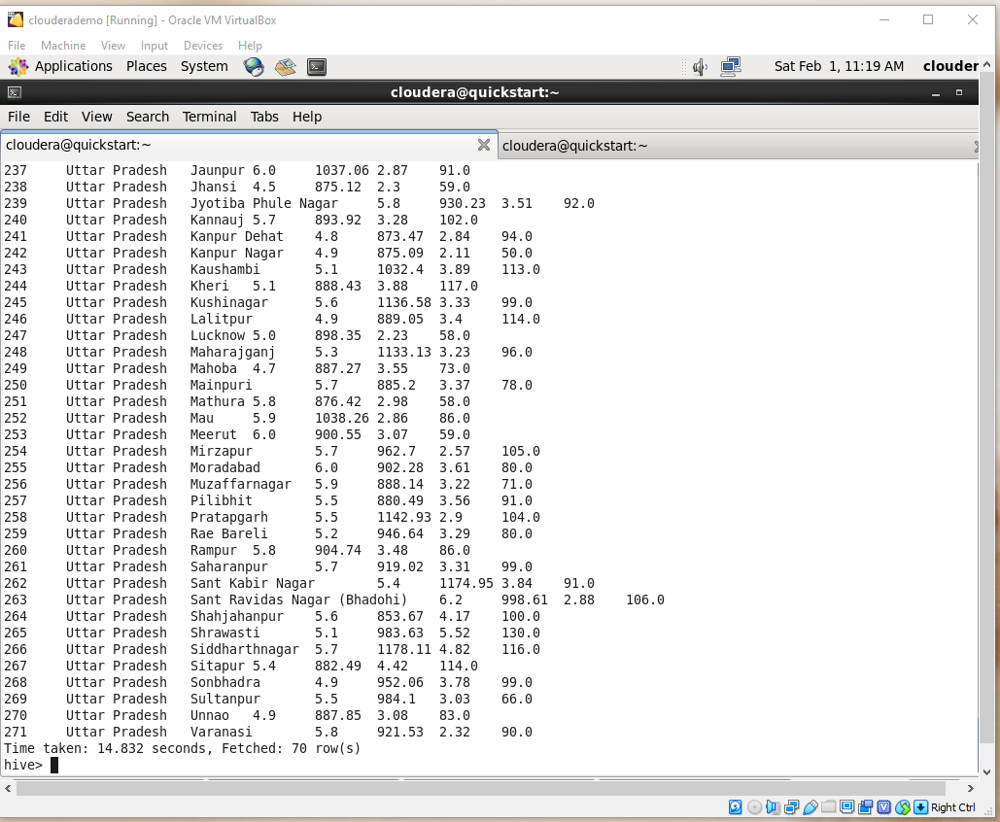 clouderademo [Running] - Oracle VM VirtualBox
File Machine View Input Devices Help
Applications Places System Sat Feb 1, 11:19 AM clouder
cloudera@quickstart:~
File Edit View Search Terminal Tabs Help
cloudera@quickstart:~ cloudera@quickstart:~
237 Uttar Pradesh Jaunpur 6.0 1037.06 2.87 91.0
238 Uttar Pradesh Jhansi 4.5 875.12 2.3 59.0
239 Uttar Pradesh Jyotiba Phule Nagar 5.8 930.23 3.51 92.0
240 Uttar Pradesh Kannauj 5.7 893.92 3.28 102.0
241 Uttar Pradesh Kanpur Dehat 4.8 873.47 2.84 94.0
242 Uttar Pradesh Kanpur Nagar 4.9 875.09 2.11 50.0
243 Uttar Pradesh Kaushambi 5.1 1032.4 3.89 113.0
244 Uttar Pradesh Kheri 5.1 888.43 3.88 117.0
245 Uttar Pradesh Kushinagar 5.6 1136.58 3.33 99.0
246 Uttar Pradesh Lalitpur 4.9 889.05 3.4 114.0
247 Uttar Pradesh Lucknow 5.0 898.35 2.23 58.0
248 Uttar Pradesh Maharajganj 5.3 1133.13 3.23 96.0
249 Uttar Pradesh Mahoba 4.7 887.27 3.55 73.0
250 Uttar Pradesh Mainpuri 5.7 885.2 3.37 78.0
251 Uttar Pradesh Mathura 5.8 876.42 2.98 58.0
252 Uttar Pradesh Mau 5.9 1038.26 2.86 86.0
253 Uttar Pradesh Meerut 6.0 900.55 3.07 59.0
254 Uttar Pradesh Mirzapur 5.7 962.7 2.57 105.0
255 Uttar Pradesh Moradabad 6.0 902.28 3.61 80.0
256 Uttar Pradesh Muzaffarnagar 5.9 888.14 3.22 71.0
257 Uttar Pradesh Pilibhit 5.5 880.49 3.56 91.0
258 Uttar Pradesh Pratapgarh 5.5 1142.93 2.9 104.0
259 Uttar Pradesh Rae Bareli 5.2 946.64 3.29 80.0
260 Uttar Pradesh Rampur 5.8 904.74 3.48 86.0
261 Uttar Pradesh Saharanpur 5.7 919.02 3.31 99.0
262 Uttar Pradesh Sant Kabir Nagar 5.4 1174.95 3.84 91.0
263 Uttar Pradesh Sant Ravidas Nagar (Bhadohi) 6.2 998.61 2.88 106.0
264 Uttar Pradesh Shahjahanpur 5.6 853.67 4.17 100.0
265 Uttar Pradesh Shrawasti 5.1 983.63 5.52 130.0
266 Uttar Pradesh Siddharthnagar 5.7 1178.11 4.82 116.0
267 Uttar Pradesh Sitapur 5.4 882.49 4.42 114.0
268 Uttar Pradesh Sonbhadra 4.9 952.06 3.78 99.0
269 Uttar Pradesh Sultanpur 5.5 984.1 3.03 66.0
270 Uttar Pradesh Unnao 4.9 887.85 3.08 83.0
271 Uttar Pradesh Varanasi 5.8 921.53 2.32 90.0
Time taken: 14.832 seconds, Fetched: 70 row(s)
hive>
Right Ctrl